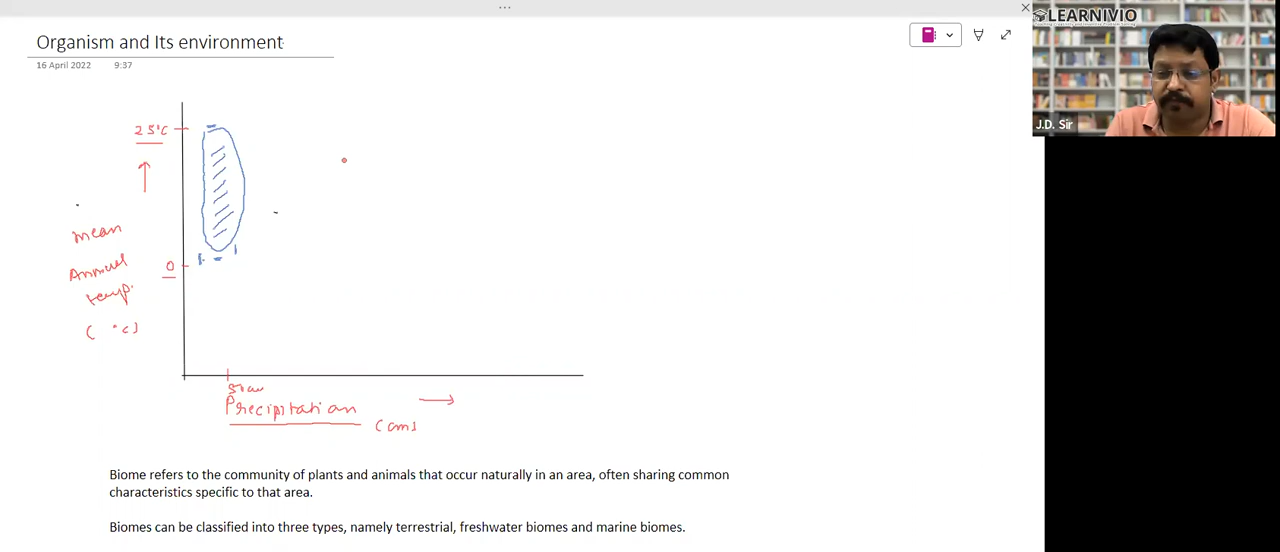 LEARNIVIO
Organism and Its environment
16 April 2022 9:37
J.D. Sir
25°C
mean
Annual
temp.
(°C)
0
50cm
Precipitation
(cms)
Biome refers to the community of plants and animals that occur naturally in an area, often sharing common
characteristics specific to that area.
Biomes can be classified into three types, namely terrestrial, freshwater biomes and marine biomes.